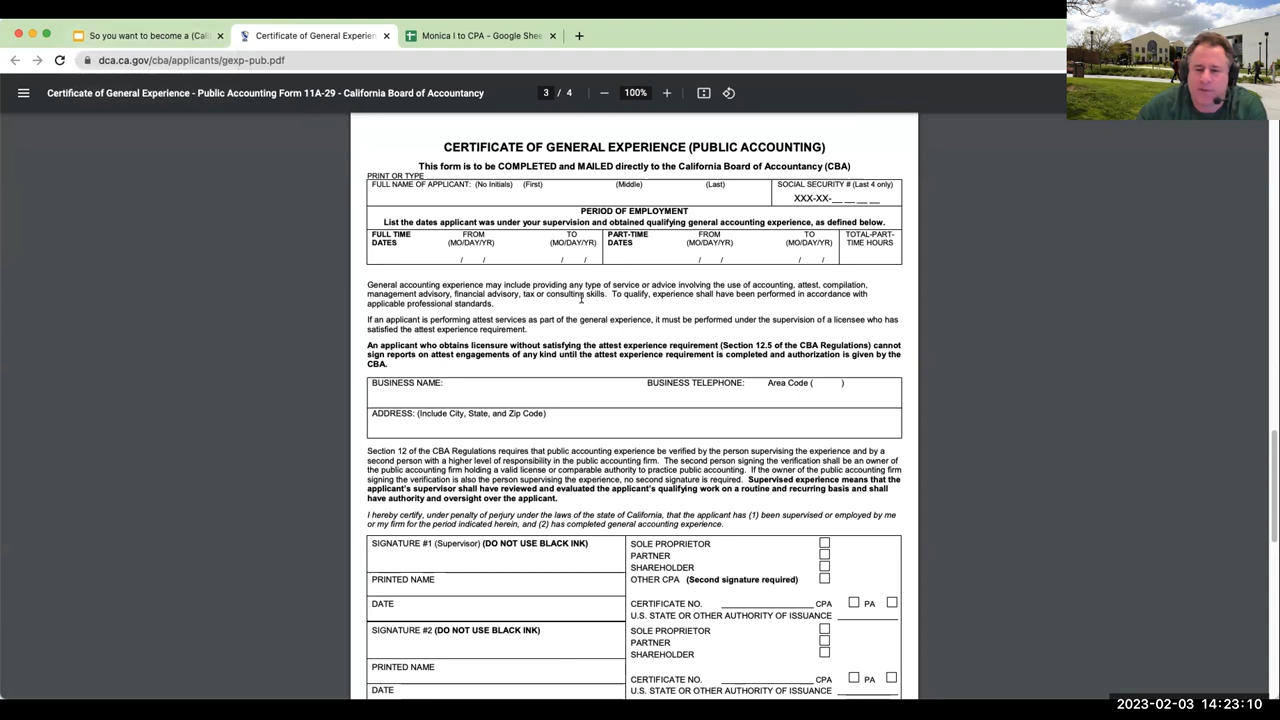 So you want to become a (Cali
Certificate of General Experien
Monica I to CPA - Google Shee
dca.ca.gov/cba/applicants/gexp-pub.pdf
Certificate of General Experience - Public Accounting Form 11A-29 - California Board of Accountancy
3 / 4
100%
CERTIFICATE OF GENERAL EXPERIENCE (PUBLIC ACCOUNTING)
This form is to be COMPLETED and MAILED directly to the California Board of Accountancy (CBA)
PRINT OR TYPE
FULL NAME OF APPLICANT: (No Initials) (First) (Middle) (Last) SOCIAL SECURITY # (Last 4 only)
XXX-XX-__ __ __ __
PERIOD OF EMPLOYMENT
List the dates applicant was under your supervision and obtained qualifying general accounting experience, as defined below.
FULL TIME FROM TO PART-TIME FROM TO TOTAL-PART-
DATES (MO/DAY/YR) (MO/DAY/YR) DATES (MO/DAY/YR) (MO/DAY/YR) TIME HOURS
/ / / / / / / /
General accounting experience may include providing any type of service or advice involving the use of accounting, attest, compilation,
management advisory, financial advisory, tax or consulting skills. To qualify, experience shall have been performed in accordance with
applicable professional standards.
If an applicant is performing attest services as part of the general experience, it must be performed under the supervision of a licensee who has
satisfied the attest experience requirement.
An applicant who obtains licensure without satisfying the attest experience requirement (Section 12.5 of the CBA Regulations) cannot
sign reports on attest engagements of any kind until the attest experience requirement is completed and authorization is given by the
CBA.
BUSINESS NAME: BUSINESS TELEPHONE: Area Code ( )
ADDRESS: (Include City, State, and Zip Code)
Section 12 of the CBA Regulations requires that public accounting experience be verified by the person supervising the experience and by a
second person with a higher level of responsibility in the public accounting firm. The second person signing the verification shall be an owner of
the public accounting firm holding a valid license or comparable authority to practice public accounting. If the owner of the public accounting firm
signing the verification is also the person supervising the experience, no second signature is required. Supervised experience means that the
applicant's supervisor shall have reviewed and evaluated the applicant's qualifying work on a routine and recurring basis and shall
have authority and oversight over the applicant.
I hereby certify, under penalty of perjury under the laws of the state of California, that the applicant has (1) been supervised or employed by me
or my firm for the period indicated herein, and (2) has completed general accounting experience.
SIGNATURE #1 (Supervisor) (DO NOT USE BLACK INK) SOLE PROPRIETOR
PARTNER
SHAREHOLDER
PRINTED NAME OTHER CPA (Second signature required)
DATE CERTIFICATE NO. ____________ CPA PA
U.S. STATE OR OTHER AUTHORITY OF ISSUANCE ________
SIGNATURE #2 (DO NOT USE BLACK INK) SOLE PROPRIETOR
PARTNER
SHAREHOLDER
PRINTED NAME
CERTIFICATE NO. ____________ CPA PA
DATE U.S. STATE OR OTHER AUTHORITY OF ISSUANCE ________
2023-02-03 14:23:10